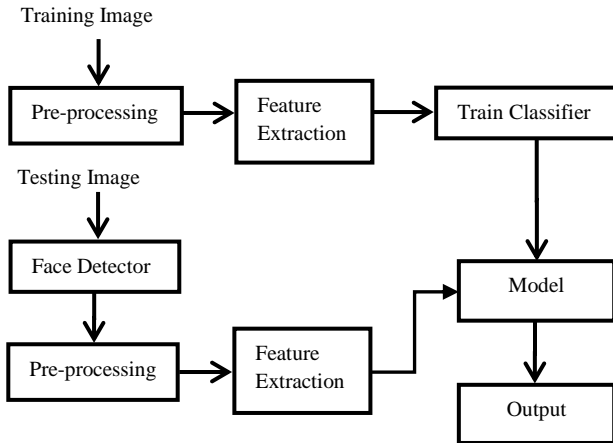 Training Image
Pre-processing
Feature
Extraction
Train Classifier
Testing Image
Face Detector
Model
Pre-processing
Feature
Extraction
Output